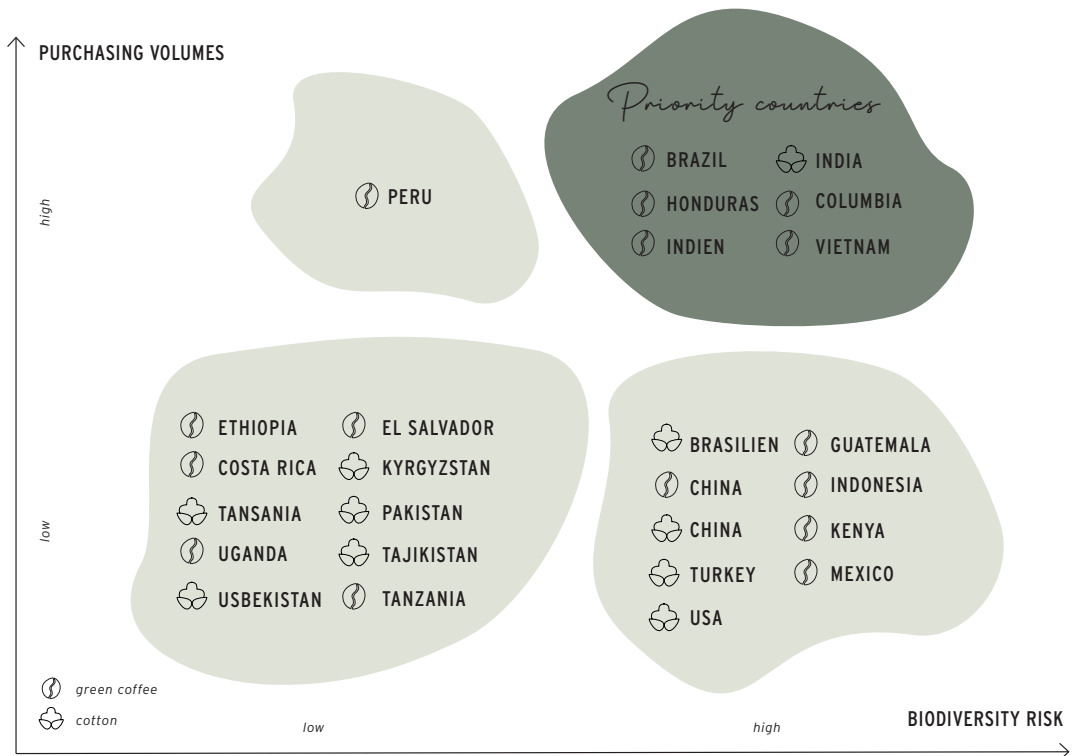 PURCHASING VOLUMES
Priority countries
BRAZIL
INDIA
HONDURAS
COLUMBIA
INDIEN
VIETNAM
PERU
high
ETHIOPIA
EL SALVADOR
COSTA RICA
KYRGYZSTAN
TANSANIA
PAKISTAN
UGANDA
TAJIKISTAN
USBEKISTAN
TANZANIA
BRASILIEN
GUATEMALA
CHINA
INDONESIA
CHINA
KENYA
TURKEY
MEXICO
USA
low
green coffee
cotton
low
high
BIODIVERSITY RISK